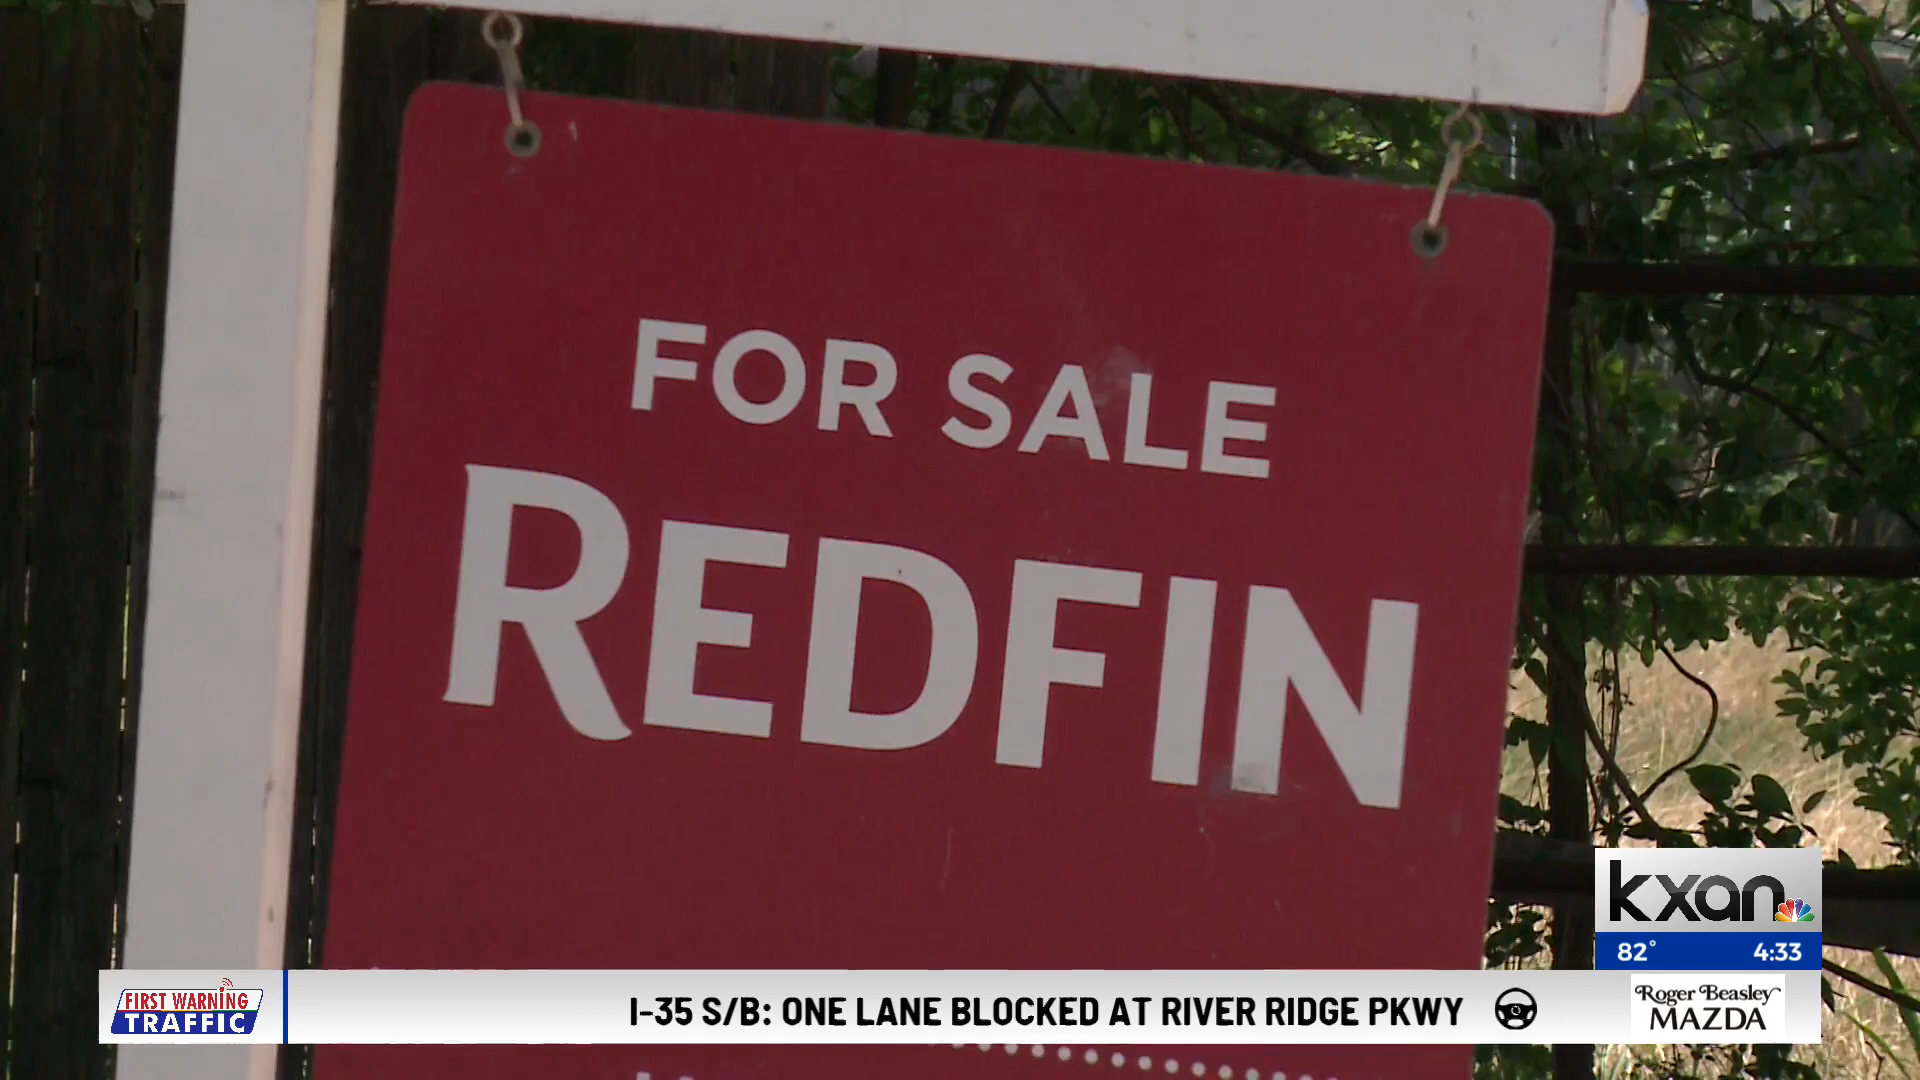 FOR SALE
REDFIN
kxan
82° 4:33
FIRST WARNING
TRAFFIC
I-35 S/B: ONE LANE BLOCKED AT RIVER RIDGE PKWY
Roger Beasley
MAZDA